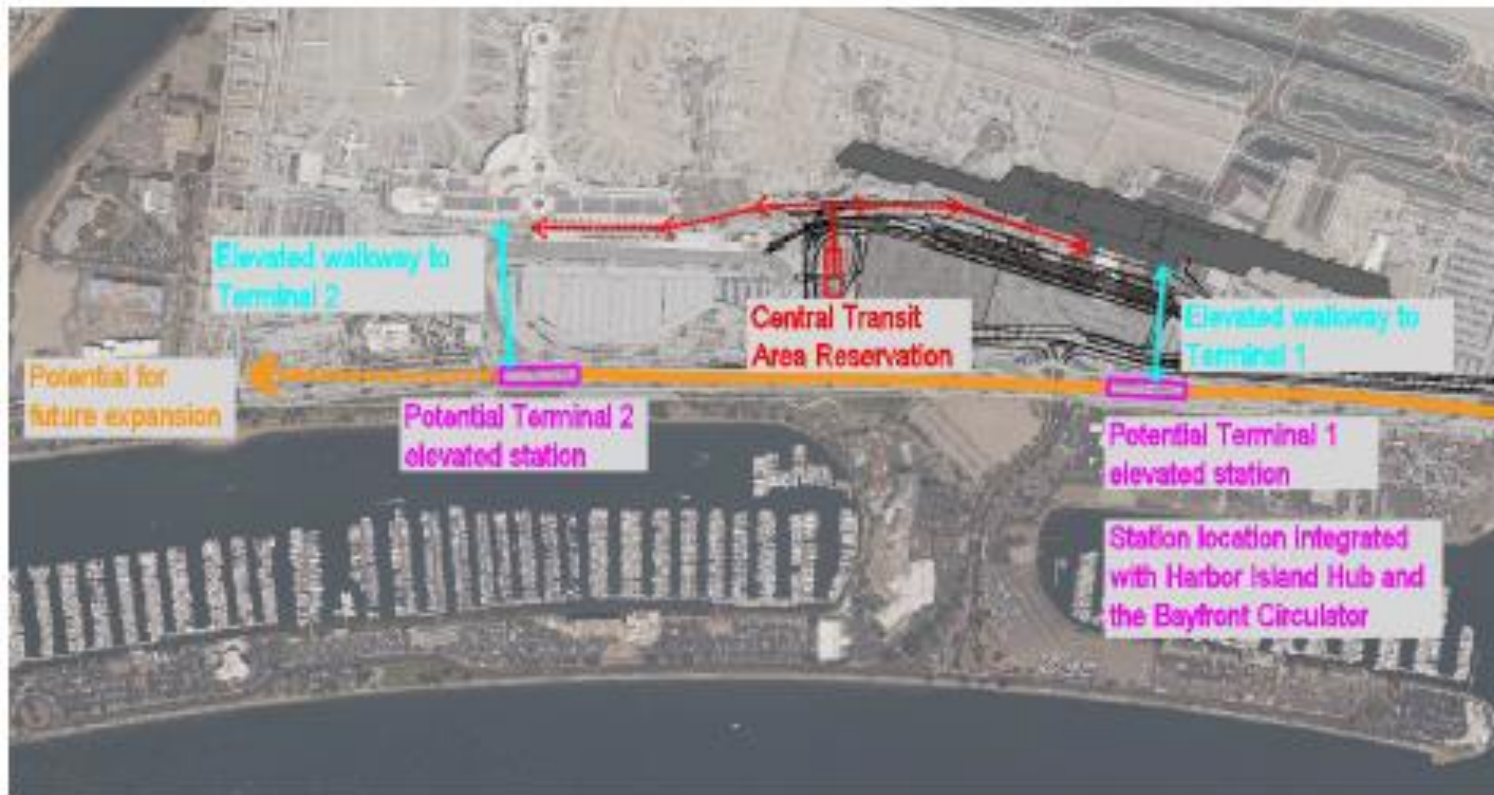 Elevated walkway to
Terminal 2
Central Transit
Area Reservation
Elevated walkway to
Terminal 1
Potential for
future expansion
Potential Terminal 2
elevated station
Potential Terminal 1
elevated station
Station location integrated
with Harbor Island Hub and
the Bayfront Circulator